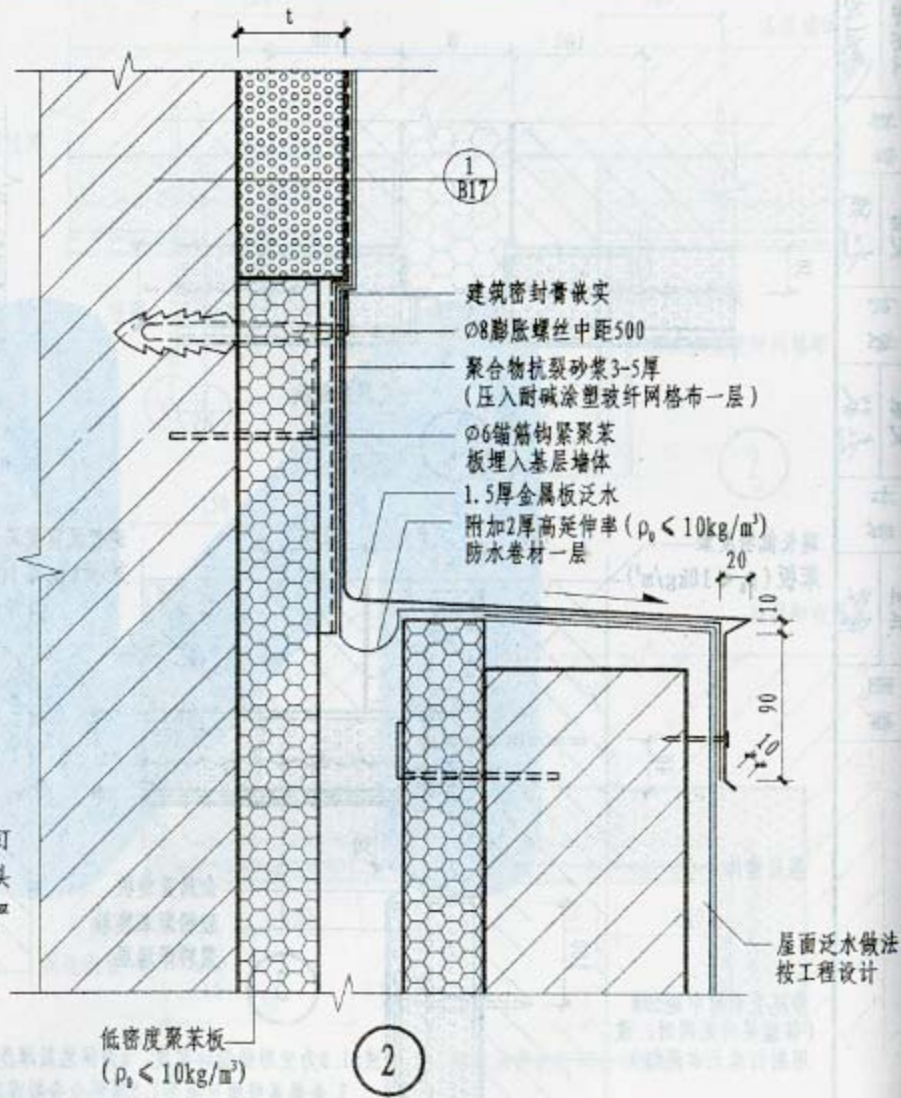 t
1
B17
建筑密封膏嵌实
∅8膨胀螺丝中距500
聚合物抗裂砂浆3-5厚
(压入耐碱涂塑玻纤网格布一层)
∅6锚筋钩紧聚苯
板埋入基层墙体
1.5厚金属板泛水
附加2厚高延伸率(ρ₀≤10kg/m³)
防水卷材一层
20
10
90
10
屋面泛水做法
按工程设计
低密度聚苯板
(ρ₀≤10kg/m³)
2